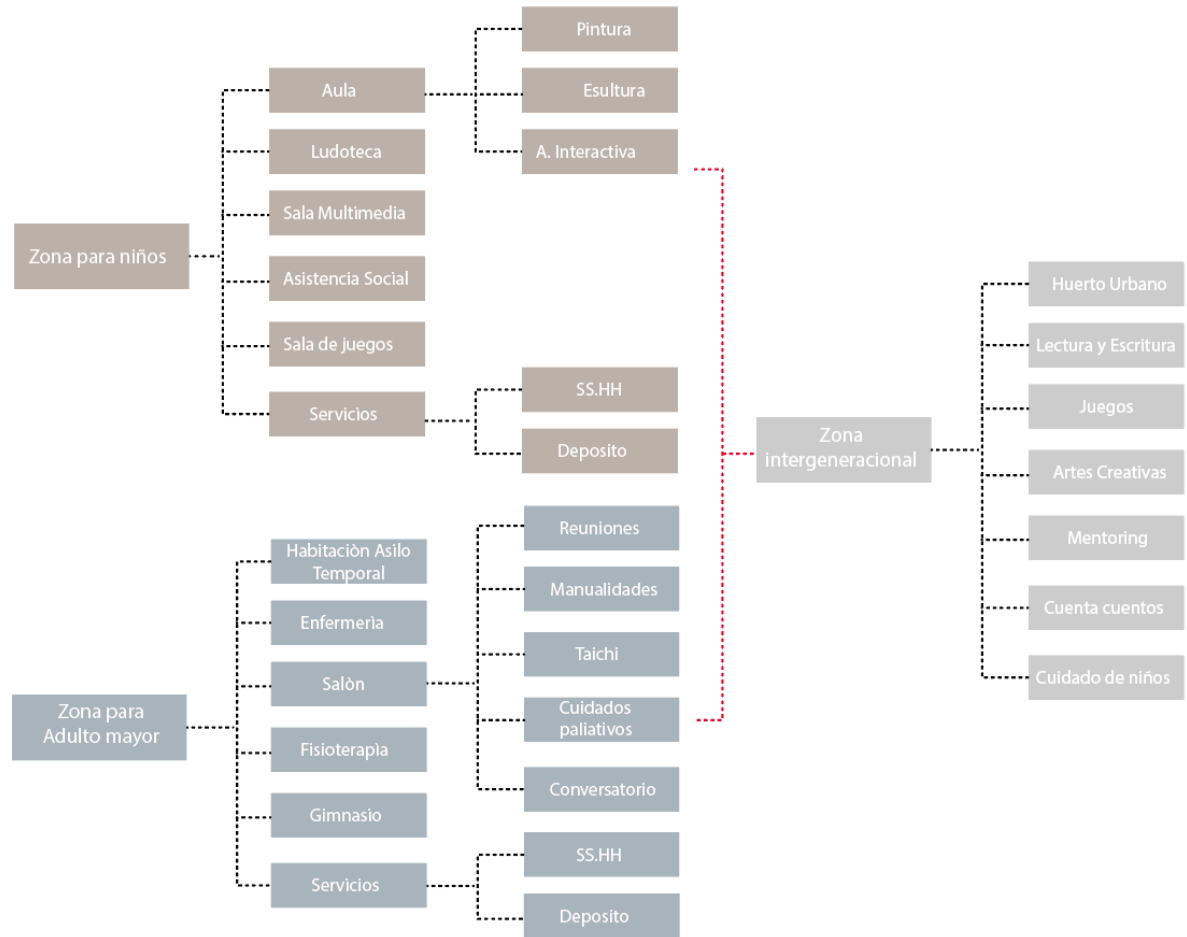 Zona para niños
Aula
Ludoteca
Sala Multimedia
Asistencia Social
Sala de juegos
Servicios
Pintura
Esultura
A. Interactiva
SS.HH
Deposito
Zona para
Adulto mayor
Habitaciòn Asilo
Temporal
Enfermerìa
Salòn
Fisioterapìa
Gimnasio
Servicios
Reuniones
Manualidades
Taichi
Cuidados
paliativos
Conversatorio
SS.HH
Deposito
Zona
intergeneracional
Huerto Urbano
Lectura y Escritura
Juegos
Artes Creativas
Mentoring
Cuenta cuentos
Cuidado de niños